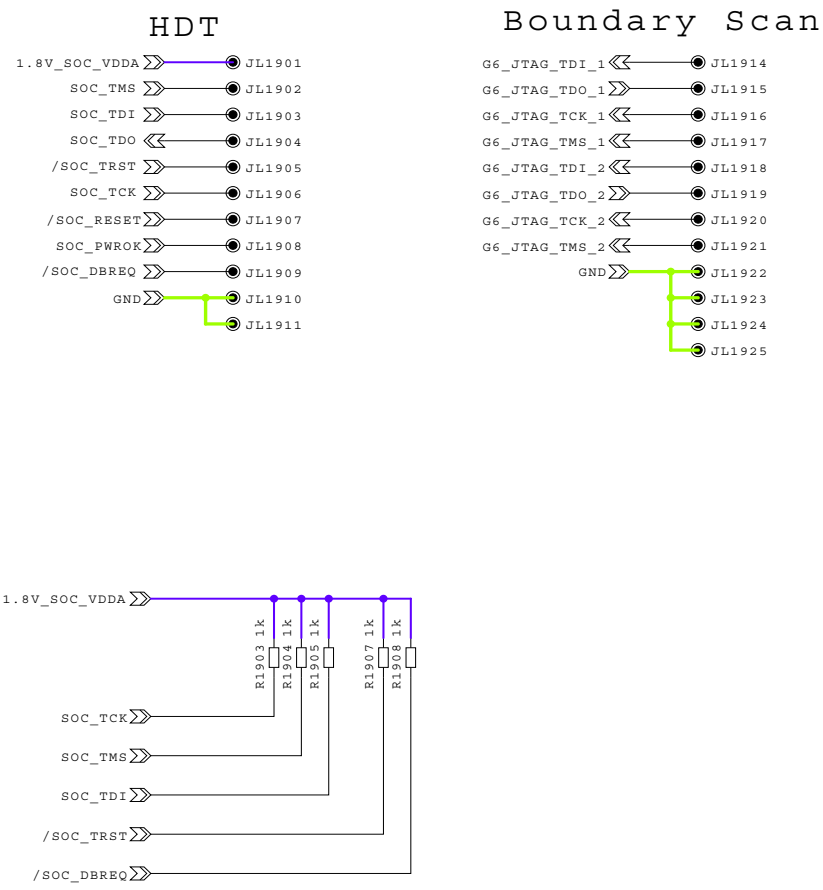 HDT
1.8V_SOC_VDDA JL1901
SOC_TMS JL1902
SOC_TDI JL1903
SOC_TDO JL1904
/SOC_TRST JL1905
SOC_TCK JL1906
/SOC_RESET JL1907
SOC_PWROK JL1908
/SOC_DBREQ JL1909
GND JL1910
JL1911
Boundary Scan
G6_JTAG_TDI_1 JL1914
G6_JTAG_TDO_1 JL1915
G6_JTAG_TCK_1 JL1916
G6_JTAG_TMS_1 JL1917
G6_JTAG_TDI_2 JL1918
G6_JTAG_TDO_2 JL1919
G6_JTAG_TCK_2 JL1920
G6_JTAG_TMS_2 JL1921
GND JL1922
JL1923
JL1924
JL1925
1.8V_SOC_VDDA
R1903 1k
R1904 1k
R1905 1k
R1907 1k
R1908 1k
SOC_TCK
SOC_TMS
SOC_TDI
/SOC_TRST
/SOC_DBREQ